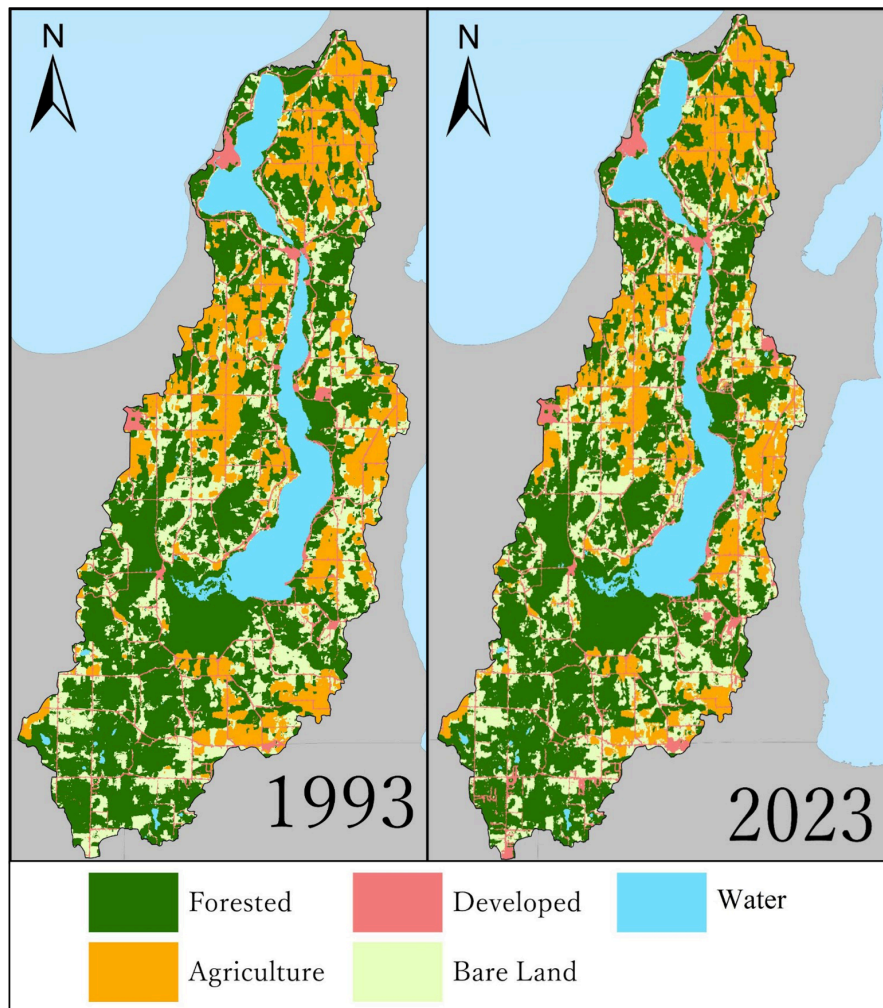 N
N
1993
2023
Forested
Developed
Water
Agriculture
Bare Land